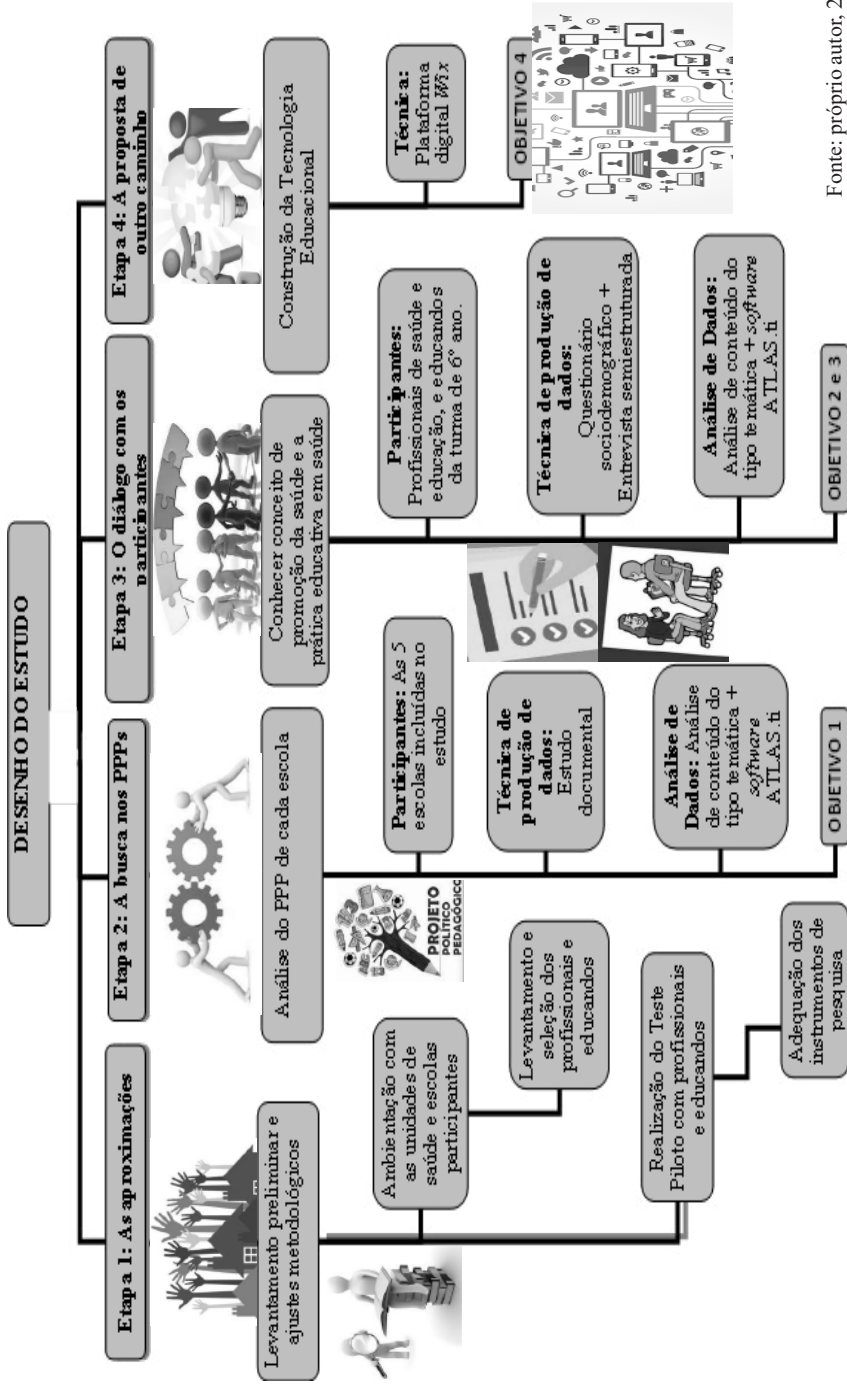 DESENHO DO ESTUDO
Etapa 1: As aproximações
Levantamento preliminar e
ajustes metodológicos
Ambientação com
as unidades de
saúde e escolas
participantes
Levantamento e
seleção dos
profissionais e
educandos
Realização do Teste
Piloto com profissionais
e educandos
Adequação dos
instrumentos de
pesquisa
Etapa 2: A busca nos PPPs
Análise do PPP de cada escola
PROJETO
POLÍTICO
PEDAGÓGICO
Participantes: As 5
escolas incluídas no
estudo
Técnica de
produção de
dados:
Estudo
documental
Análise de
Dados: Análise
de conteúdo do
tipo temática +
software
ATLAS.ti
OBJETIVO 1
Etapa 3: O diálogo com os
participantes
Conhecer conceito de
promoção da saúde e a
prática educativa em saúde
Participantes:
Profissionais de saúde e
educação, e educandos
da turma de 6º ano.
Técnica de produção de
dados:
Questionário
sociodemográfico +
Entrevista semiestruturada
Análise de Dados:
Análise de conteúdo do
tipo temática + software
ATLAS.ti
OBJETIVO 2 e 3
Etapa 4: A proposta de
outro caminho
Construção da Tecnologia
Educacional
Técnica:
Plataforma
digital Wix
OBJETIVO 4
Fonte: próprio autor, 2